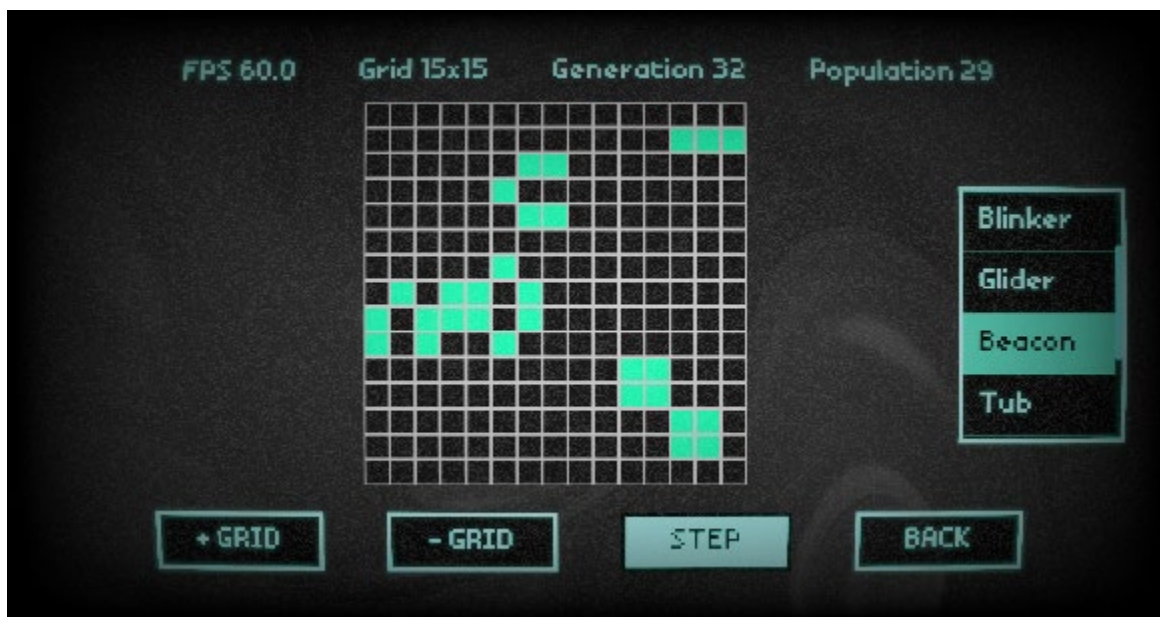 FPS 60.0 Grid 15x15 Generation 32 Population 29
Blinker
Glider
Beacon
Tub
+ GRID - GRID STEP BACK